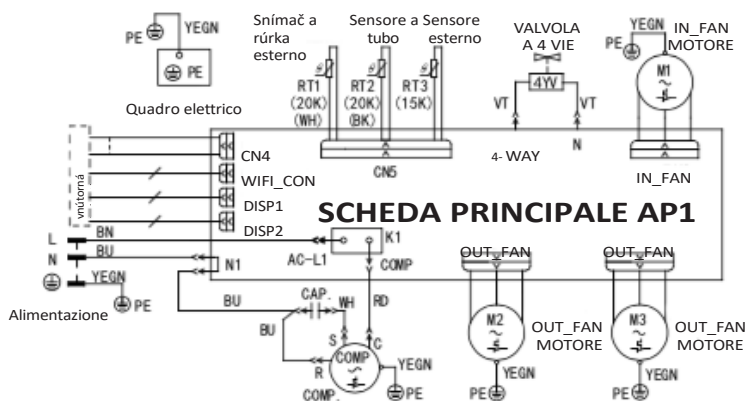 YEGN
PE
PE
Quadro elettrico
Snímač a
rúrka
esterno
Sensore a
tubo
Sensore
esterno
RT1
(20K)
(WH)
RT2
(20K)
(BK)
RT3
(15K)
CN5
VALVOLA
A 4 VIE
4YV
VT
VT
4- WAY
N
IN_FAN
MOTORE
YEGN
PE
M1
IN_FAN
vnútorná
CN4
WIFI_CON
DISP1
DISP2
SCHEDA PRINCIPALE AP1
L
BN
N
BU
YEGN
PE
Alimentazione
AC-L1
K1
COMP
N1
BU
CAP.
WH
RD
BU
S
C
R
COMP
COMP.
YEGN
PE
OUT_FAN
M2
OUT_FAN
MOTORE
YEGN
PE
OUT_FAN
M3
OUT_FAN
MOTORE
YEGN
PE